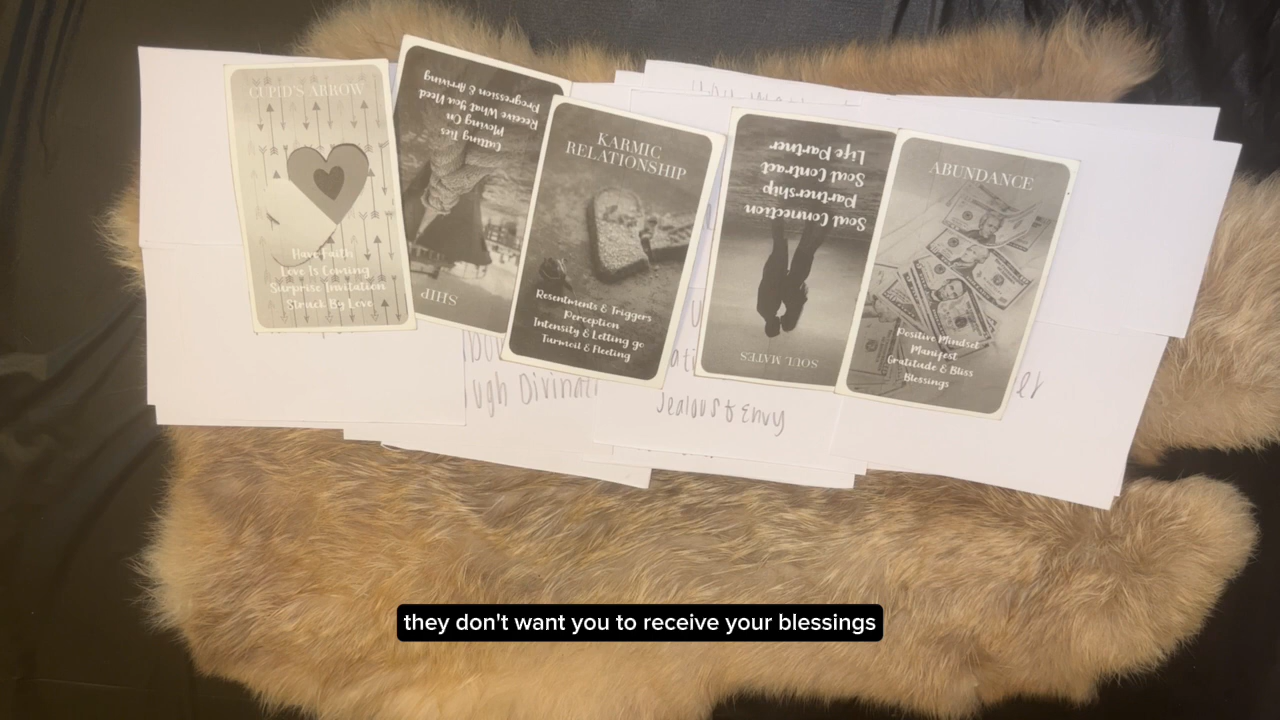 CUPID'S ARROW
Have Faith
Love Is Coming
Surprise Invitation
Struck By Love
SHIP
Cutting Ties
Moving On
Receive What You Need
Progression & Arriving
KARMIC
RELATIONSHIP
Resentments & Triggers
Perception
Intensity & Letting go
Turmoil & Fleeting
SOUL MATES
Soul Connection
Partnership
Soul Contract
Life Partner
ABUNDANCE
Positive Mindset
Manifest
Gratitude & Bliss
Blessings
Jealous & Envy
they don't want you to receive your blessings